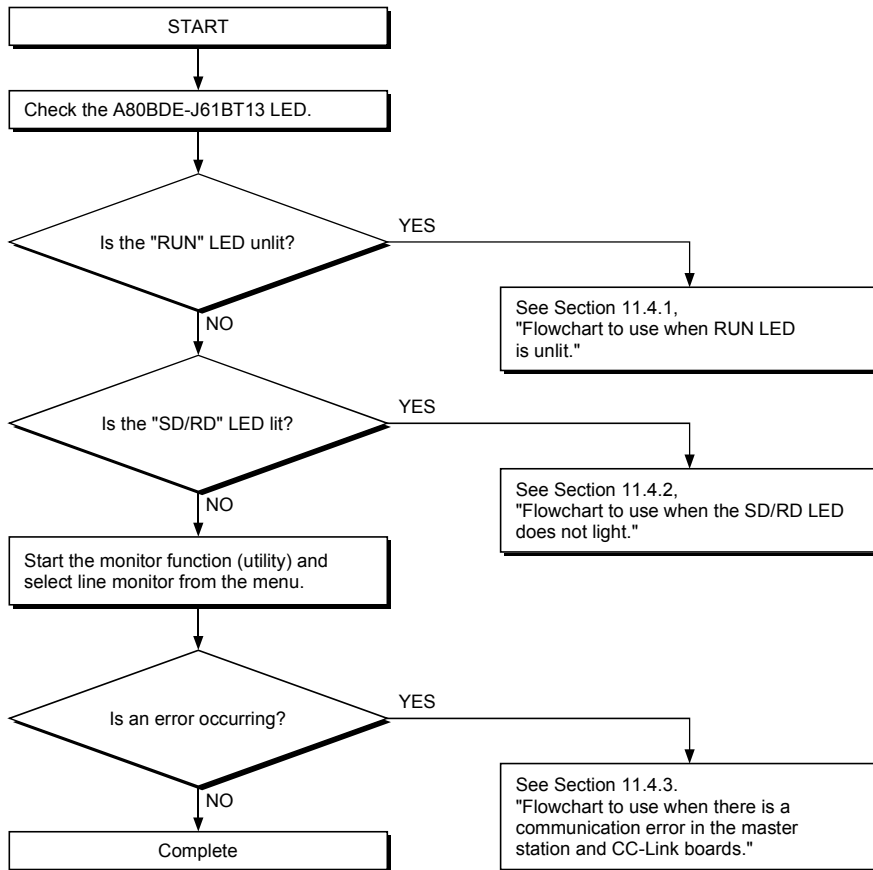 START
Check the A80BDE-J61BT13 LED.
Is the "RUN" LED unlit?
YES
See Section 11.4.1,
"Flowchart to use when RUN LED
is unlit."
NO
Is the "SD/RD" LED lit?
YES
See Section 11.4.2,
"Flowchart to use when the SD/RD LED
does not light."
NO
Start the monitor function (utility) and
select line monitor from the menu.
Is an error occurring?
YES
See Section 11.4.3.
"Flowchart to use when there is a
communication error in the master
station and CC-Link boards."
NO
Complete